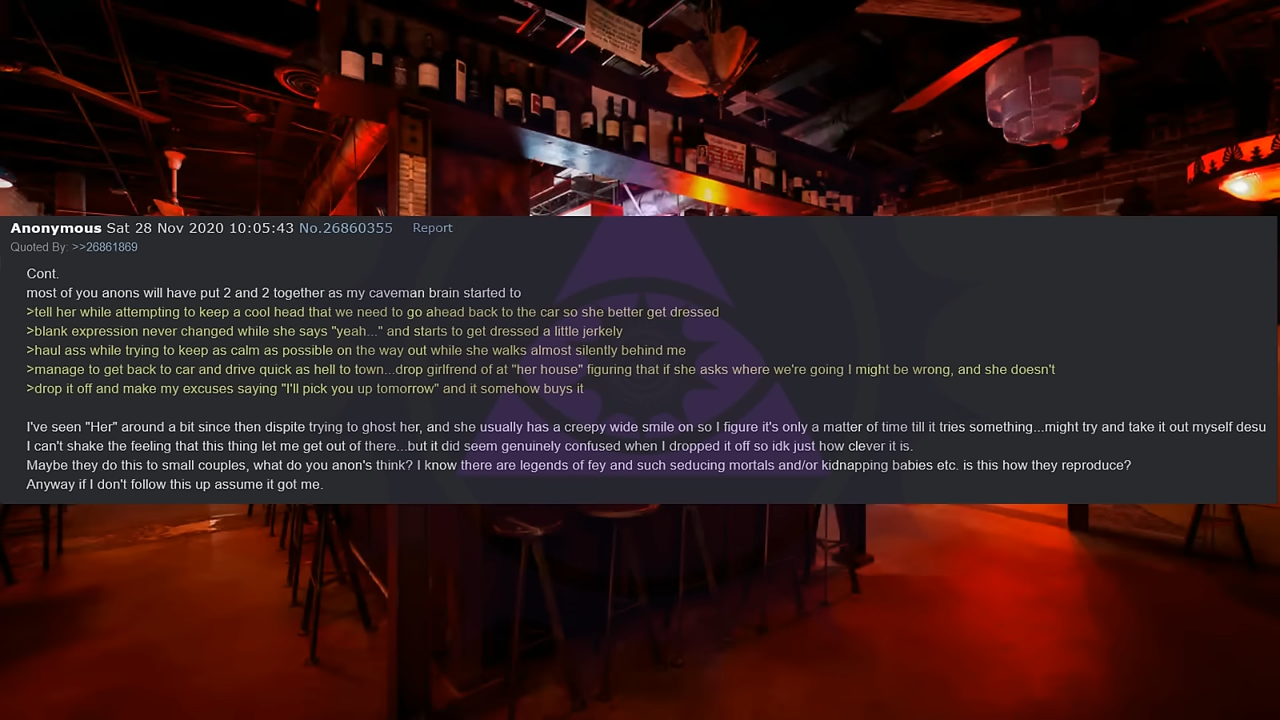 Anonymous Sat 28 Nov 2020 10:05:43 No.26860355 Report
Quoted By: >>26861869
Cont.
most of you anons will have put 2 and 2 together as my caveman brain started to
>tell her while attempting to keep a cool head that we need to go ahead back to the car so she better get dressed
>blank expression never changed while she says "yeah..." and starts to get dressed a little jerkely
>haul ass while trying to keep as calm as possible on the way out while she walks almost silently behind me
>manage to get back to car and drive quick as hell to town...drop girlfrend of at "her house" figuring that if she asks where we're going I might be wrong, and she doesn't
>drop it off and make my excuses saying "I'll pick you up tomorrow" and it somehow buys it
I've seen "Her" around a bit since then dispite trying to ghost her, and she usually has a creepy wide smile on so I figure it's only a matter of time till it tries something...might try and take it out myself desu
I can't shake the feeling that this thing let me get out of there...but it did seem genuinely confused when I dropped it off so idk just how clever it is.
Maybe they do this to small couples, what do you anon's think? I know there are legends of fey and such seducing mortals and/or kidnapping babies etc. is this how they reproduce?
Anyway if I don't follow this up assume it got me.